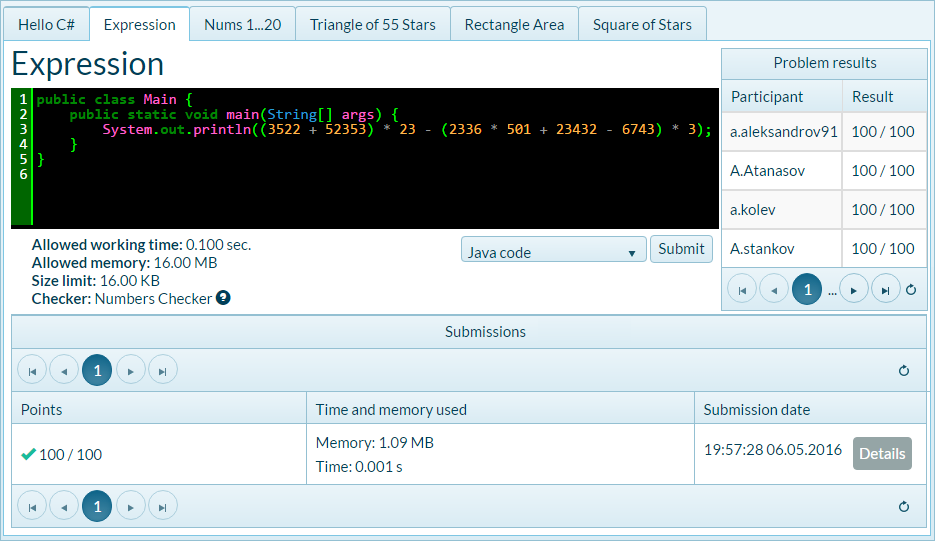 Hello C# Expression Nums 1...20 Triangle of 55 Stars Rectangle Area Square of Stars
Expression
1 public class Main {
2 public static void main(String[] args) {
3 System.out.println((3522 + 52353) * 23 - (2336 * 501 + 23432 - 6743) * 3);
4 }
5 }
6
Allowed working time: 0.100 sec.
Allowed memory: 16.00 MB
Size limit: 16.00 KB
Checker: Numbers Checker ?
Java code Submit
Problem results
Participant Result
a.aleksandrov91 100 / 100
A.Atanasov 100 / 100
a.kolev 100 / 100
A.stankov 100 / 100
1 ...
Submissions
1
Points Time and memory used Submission date
100 / 100
Memory: 1.09 MB
Time: 0.001 s
19:57:28 06.05.2016 Details
1